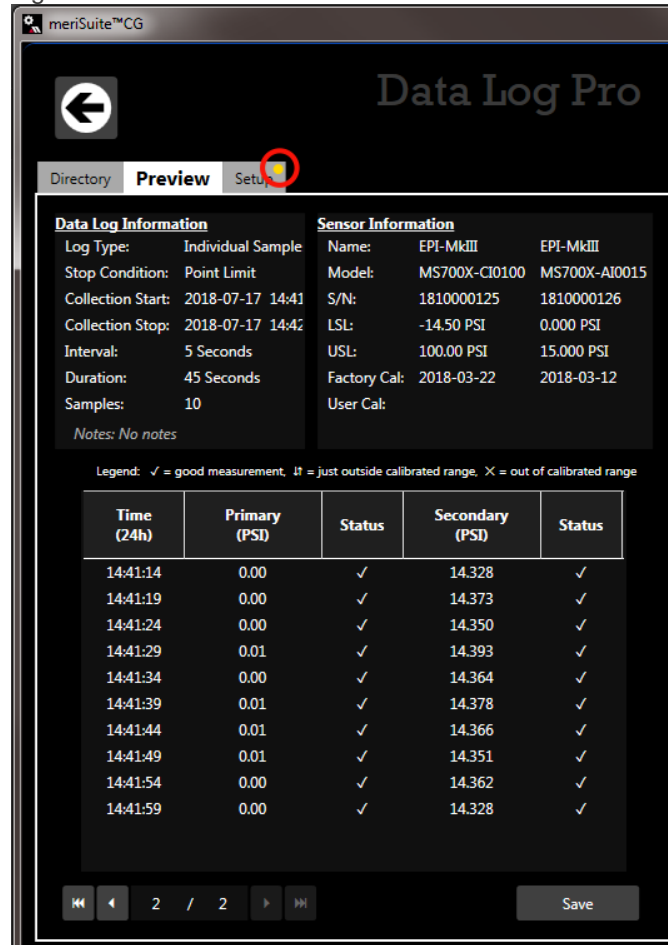 meriSuite™CG
Data Log Pro
Directory Preview Setup
Data Log Information
Log Type: Individual Sample
Stop Condition: Point Limit
Collection Start: 2018-07-17 14:41
Collection Stop: 2018-07-17 14:42
Interval: 5 Seconds
Duration: 45 Seconds
Samples: 10
Notes: No notes
Sensor Information
Name: EPI-MkIII EPI-MkIII
Model: MS700X-CI0100 MS700X-AI0015
S/N: 1810000125 1810000126
LSL: -14.50 PSI 0.000 PSI
USL: 100.00 PSI 15.000 PSI
Factory Cal: 2018-03-22 2018-03-12
User Cal:
Legend: ✓ = good measurement, ↓↑ = just outside calibrated range, ✕ = out of calibrated range
Time (24h) Primary (PSI) Status Secondary (PSI) Status
14:41:14 0.00 ✓ 14.328 ✓
14:41:19 0.00 ✓ 14.373 ✓
14:41:24 0.00 ✓ 14.350 ✓
14:41:29 0.01 ✓ 14.393 ✓
14:41:34 0.00 ✓ 14.364 ✓
14:41:39 0.01 ✓ 14.378 ✓
14:41:44 0.01 ✓ 14.366 ✓
14:41:49 0.01 ✓ 14.351 ✓
14:41:54 0.00 ✓ 14.362 ✓
14:41:59 0.00 ✓ 14.328 ✓
2 / 2
Save